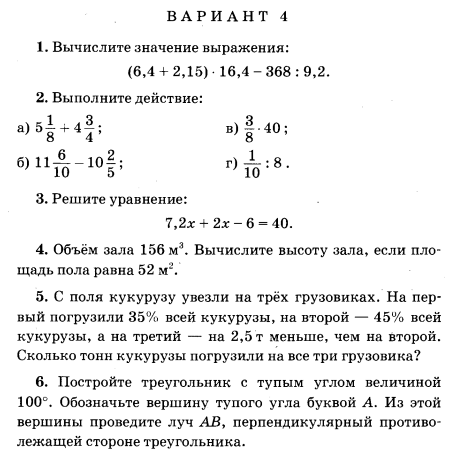 ВАРИАНТ 4
1. Вычислите значение выражения:
(6,4 + 2,15) · 16,4 – 368 : 9,2.
2. Выполните действие:
а) 5 1/8 + 4 3/4 ; в) 3/8 · 40 ;
б) 11 6/10 – 10 2/5 ; г) 1/10 : 8 .
3. Решите уравнение:
7,2x + 2x – 6 = 40.
4. Объём зала 156 м³. Вычислите высоту зала, если пло-
щадь пола равна 52 м².
5. С поля кукурузу увезли на трёх грузовиках. На пер-
вый погрузили 35% всей кукурузы, на второй — 45% всей
кукурузы, а на третий — на 2,5 т меньше, чем на второй.
Сколько тонн кукурузы погрузили на все три грузовика?
6. Постройте треугольник с тупым углом величиной
100°. Обозначьте вершину тупого угла буквой A. Из этой
вершины проведите луч AB, перпендикулярный противо-
лежащей стороне треугольника.